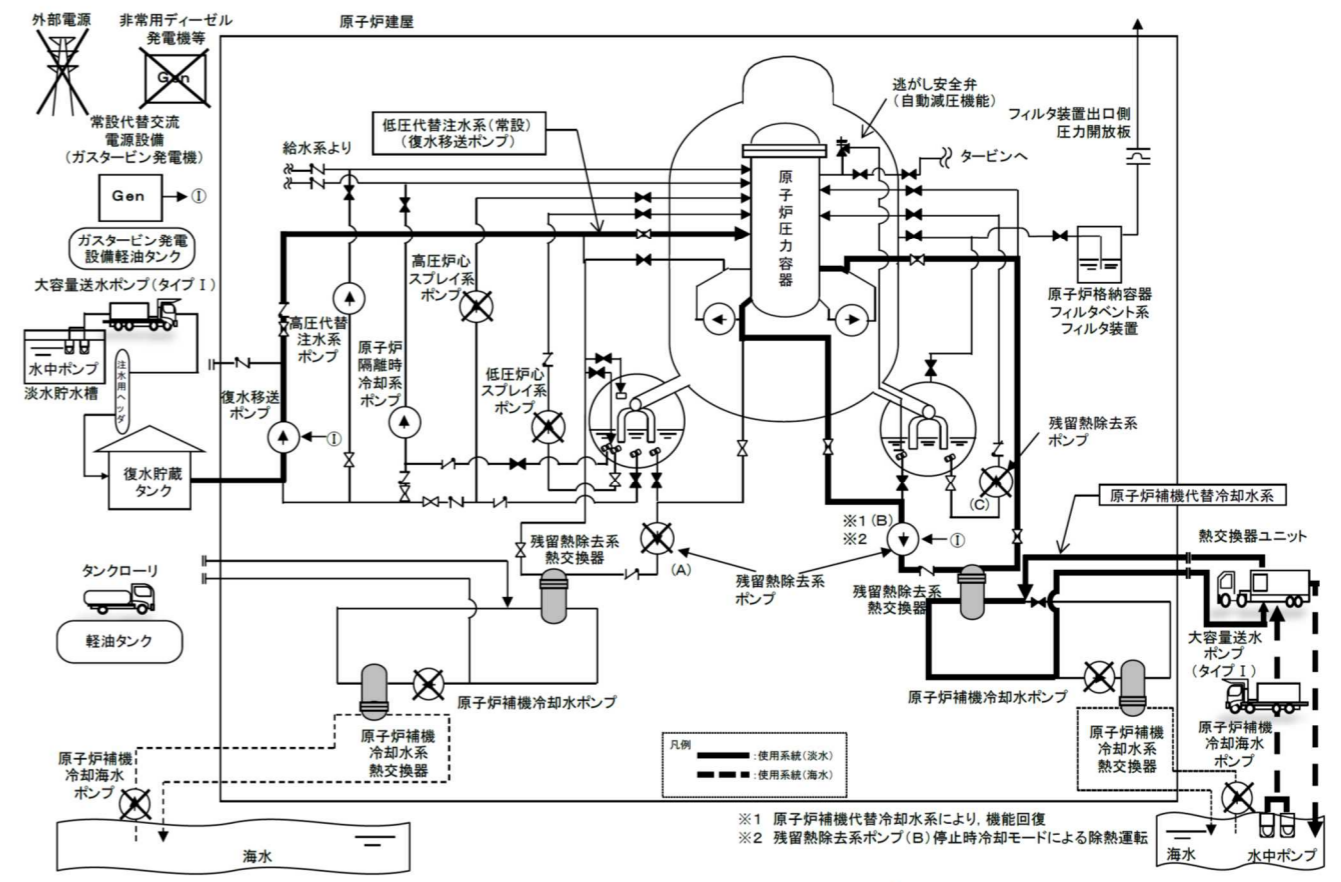 外部電源
非常用ディーゼル
発電機等
Gen
原子炉建屋
常設代替交流
電源設備
(ガスタービン発電機)
Gen
Ⓘ
ガスタービン発電
設備軽油タンク
大容量送水ポンプ(タイプⅠ)
水中ポンプ
淡水貯水槽
注水用ヘッダ
復水貯蔵
タンク
復水移送
ポンプ
Ⓘ
給水系より
低圧代替注水系(常設)
(復水移送ポンプ)
高圧代替
注水系
ポンプ
原子炉
隔離時
冷却系
ポンプ
高圧炉心
スプレイ系
ポンプ
低圧炉心
スプレイ系
ポンプ
原子炉圧力容器
逃がし安全弁
(自動減圧機能)
タービンへ
フィルタ装置出口側
圧力開放板
原子炉格納容器
フィルタベント系
フィルタ装置
残留熱除去系
ポンプ
(C)
原子炉補機代替冷却水系
※1 (B)
※2
Ⓘ
残留熱除去系
熱交換器
(A)
残留熱除去系
ポンプ
残留熱除去系
熱交換器
熱交換器ユニット
大容量送水
ポンプ
(タイプⅠ)
タンクローリ
軽油タンク
原子炉補機冷却水ポンプ
原子炉補機冷却水ポンプ
原子炉補機
冷却水系
熱交換器
原子炉補機
冷却海水
ポンプ
海水
凡例
:使用系統(淡水)
:使用系統(海水)
原子炉補機
冷却水系
熱交換器
原子炉補機
冷却海水
ポンプ
海水
水中ポンプ
※1 原子炉補機代替冷却水系により,機能回復
※2 残留熱除去系ポンプ(B)停止時冷却モードによる除熱運転